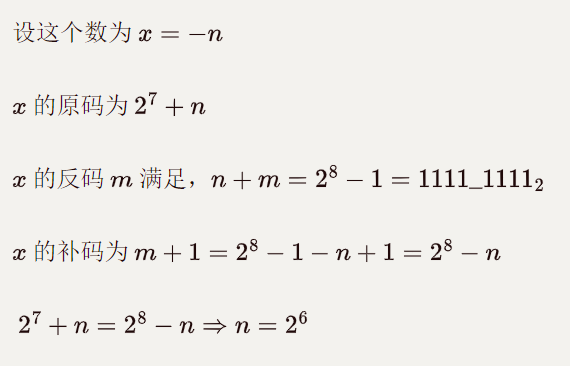 设这个数为 x = −n
x 的原码为 2⁷ + n
x 的反码 m 满足，n + m = 2⁸ − 1 = 1111_1111₂
x 的补码为 m + 1 = 2⁸ − 1 − n + 1 = 2⁸ − n
2⁷ + n = 2⁸ − n ⇒ n = 2⁶